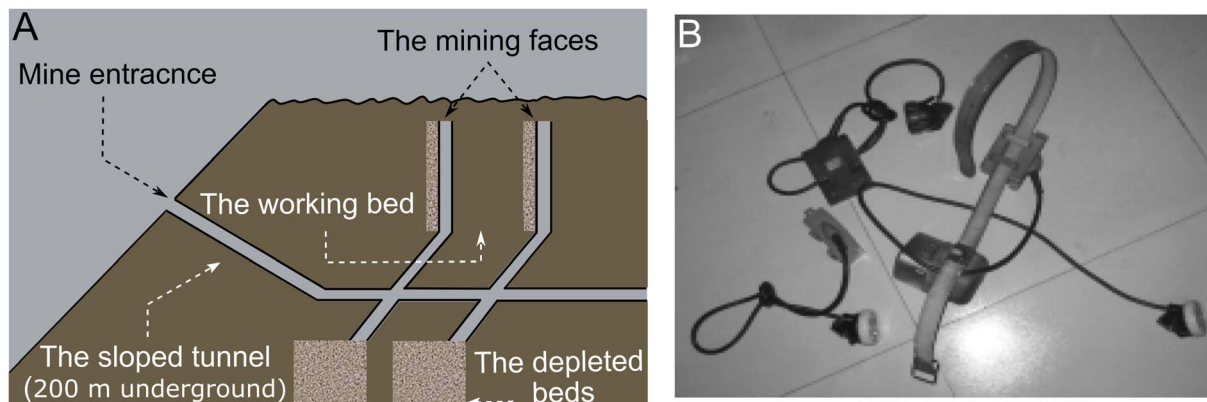 A
The mining faces
Mine entracnce
The working bed
The sloped tunnel
(200 m underground)
The depleted
beds
B